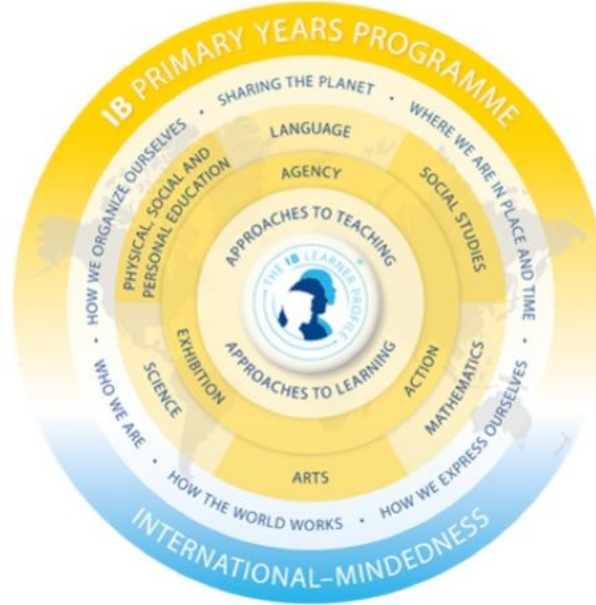 IB PRIMARY YEARS PROGRAMME
SHARING THE PLANET
WHERE WE ARE IN PLACE AND TIME
HOW WE EXPRESS OURSELVES
HOW THE WORLD WORKS
WHO WE ARE
HOW WE ORGANIZE OURSELVES
LANGUAGE
SOCIAL STUDIES
MATHEMATICS
ARTS
SCIENCE
PHYSICAL, SOCIAL AND
PERSONAL EDUCATION
AGENCY
ACTION
EXHIBITION
APPROACHES TO TEACHING
APPROACHES TO LEARNING
THE IB LEARNER PROFILE
®
INTERNATIONAL–MINDEDNESS